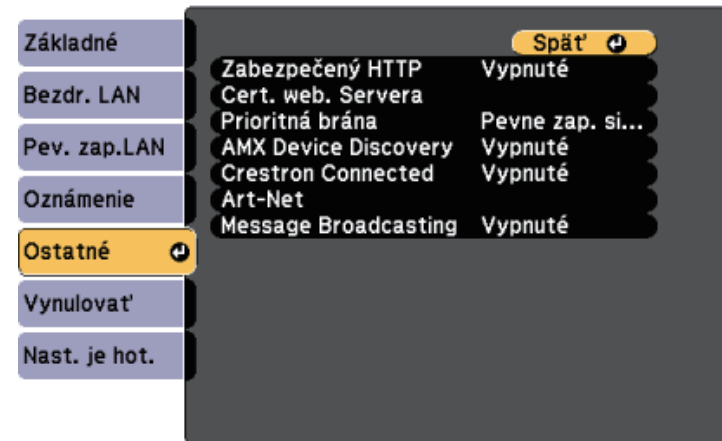 Základné
Bezdr. LAN
Pev. zap.LAN
Oznámenie
Ostatné
Vynulovať
Nast. je hot.
Späť
Zabezpečený HTTP Vypnuté
Cert. web. Servera
Prioritná brána Pevne zap. si...
AMX Device Discovery Vypnuté
Crestron Connected Vypnuté
Art-Net
Message Broadcasting Vypnuté